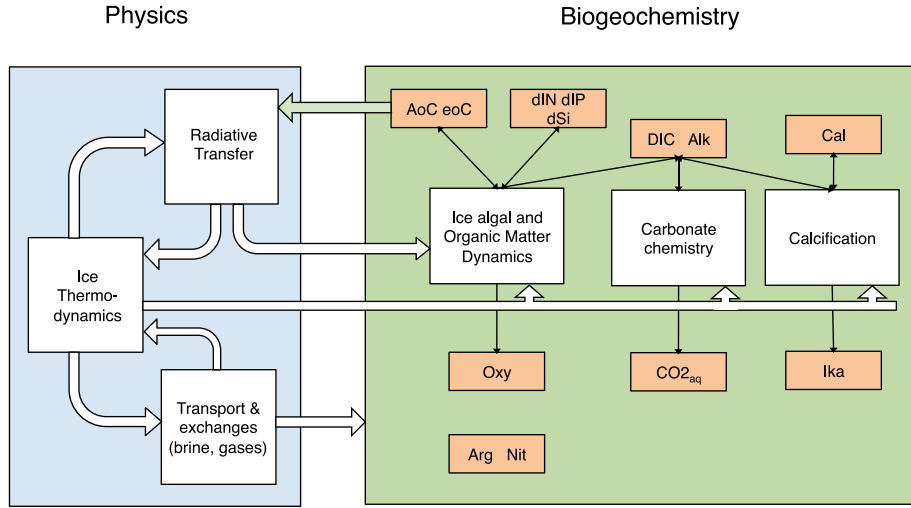 Physics
Biogeochemistry
Radiative
Transfer
AoC eoC
dIN dIP
dSi
DIC Alk
Cal
Ice algal and
Organic Matter
Dynamics
Carbonate
chemistry
Calcification
Ice
Thermo-
dynamics
Oxy
CO2aq
Ika
Transport &
exchanges
(brine, gases)
Arg Nit